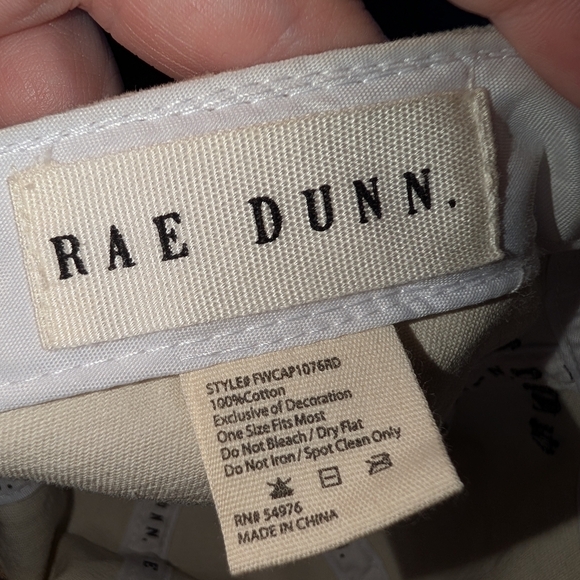 RAE DUNN.
STYLE# FWCAP1076RD
100%Cotton
Exclusive of Decoration
One Size Fits Most
Do Not Bleach / Dry Flat
Do Not Iron / Spot Clean Only
RN# 54976
MADE IN CHINA